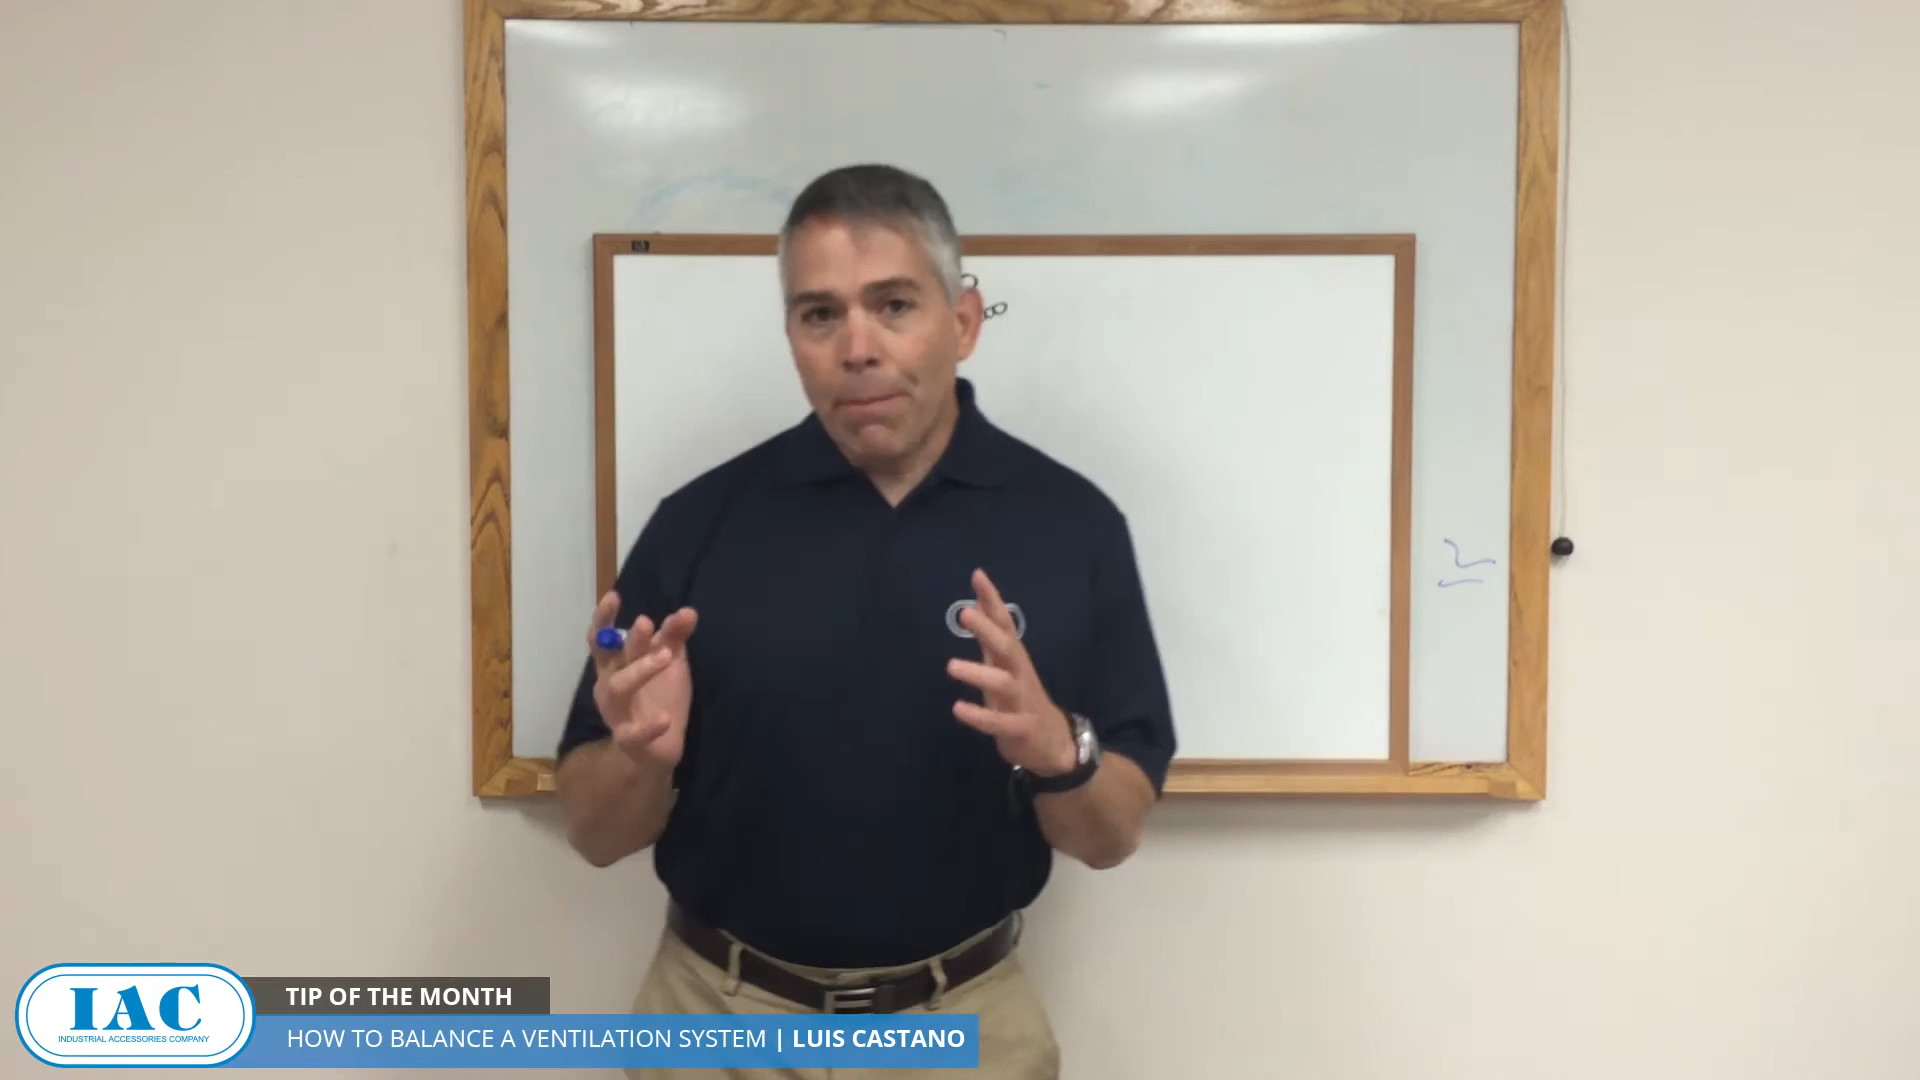 IAC
INDUSTRIAL ACCESSORIES COMPANY
TIP OF THE MONTH
HOW TO BALANCE A VENTILATION SYSTEM | LUIS CASTANO